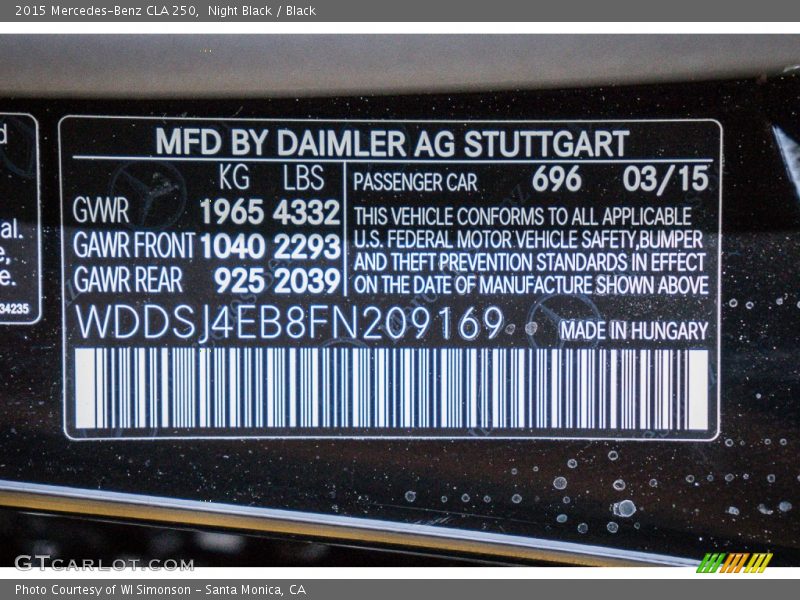 2015 Mercedes-Benz CLA 250,  Night Black / Black
d
al.
e,
e.
34235
MFD BY DAIMLER AG STUTTGART
KG LBS
GVWR 1965 4332
GAWR FRONT 1040 2293
GAWR REAR 925 2039
PASSENGER CAR 696 03/15
THIS VEHICLE CONFORMS TO ALL APPLICABLE
U.S. FEDERAL MOTOR VEHICLE SAFETY,BUMPER
AND THEFT PREVENTION STANDARDS IN EFFECT
ON THE DATE OF MANUFACTURE SHOWN ABOVE
WDDSJ4EB8FN209169
MADE IN HUNGARY
GTCARLOT.COM
Photo Courtesy of WI Simonson – Santa Monica, CA